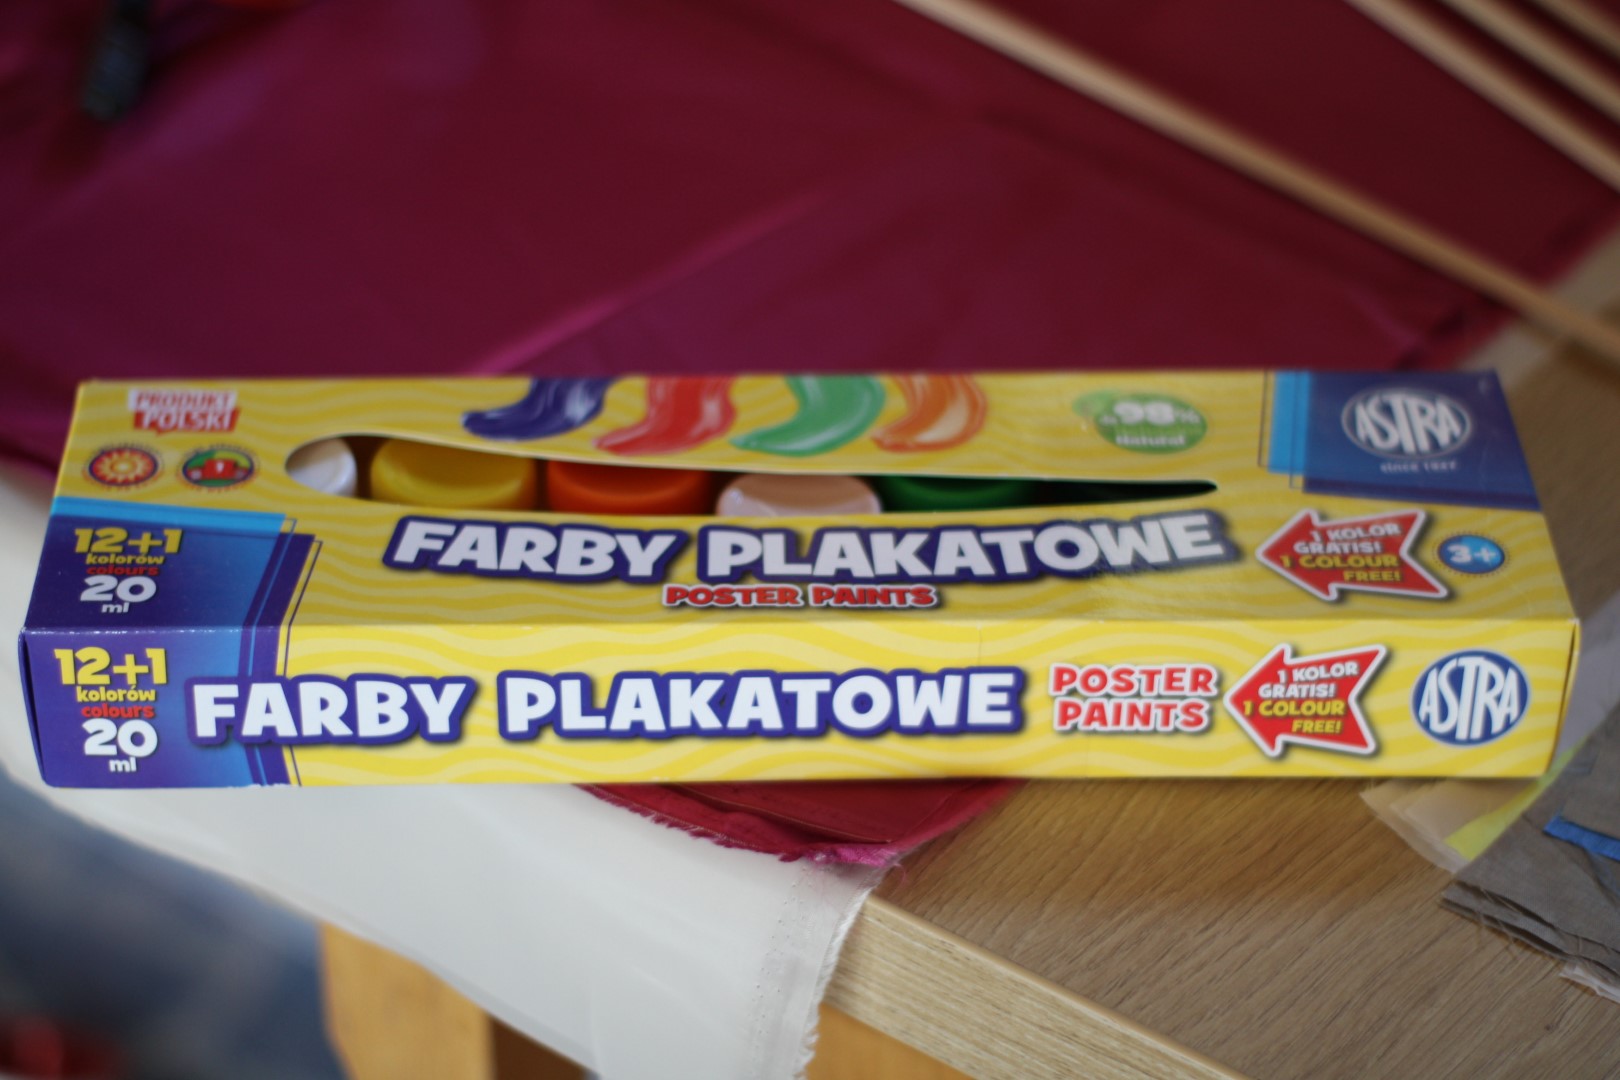 PRODUKT
POLSKI
98%
Natural
ASTRA
SINCE
12+1
kolorów
colours
20
ml
FARBY PLAKATOWE
POSTER PAINTS
1 KOLOR
GRATIS!
1 COLOUR
FREE!
3+
12+1
kolorów
colours
20
ml
FARBY PLAKATOWE
POSTER
PAINTS
1 KOLOR
GRATIS!
1 COLOUR
FREE!
ASTRA